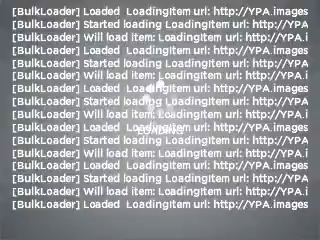 [BulkLoader] Loaded  LoadingItem url: http://YPA.images
[BulkLoader] Started loading LoadingItem url: http://YPA
[BulkLoader] Will load item: LoadingItem url: http://YPA.i
[BulkLoader] Loaded  LoadingItem url: http://YPA.images
[BulkLoader] Started loading LoadingItem url: http://YPA
[BulkLoader] Will load item: LoadingItem url: http://YPA.i
[BulkLoader] Loaded  LoadingItem url: http://YPA.images
[BulkLoader] Started loading LoadingItem url: http://YPA
[BulkLoader] Will load item: LoadingItem url: http://YPA.i
[BulkLoader] Loaded  LoadingItem url: http://YPA.images
LOADING
[BulkLoader] Started loading LoadingItem url: http://YPA
[BulkLoader] Will load item: LoadingItem url: http://YPA.i
[BulkLoader] Loaded  LoadingItem url: http://YPA.images
[BulkLoader] Started loading LoadingItem url: http://YPA
[BulkLoader] Will load item: LoadingItem url: http://YPA.i
[BulkLoader] Loaded  LoadingItem url: http://YPA.images